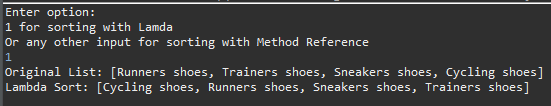 Enter option:
1 for sorting with Lamda
Or any other input for sorting with Method Reference
1
Original List: [Runners shoes, Trainers shoes, Sneakers shoes, Cycling shoes]
Lambda Sort: [Cycling shoes, Runners shoes, Sneakers shoes, Trainers shoes]